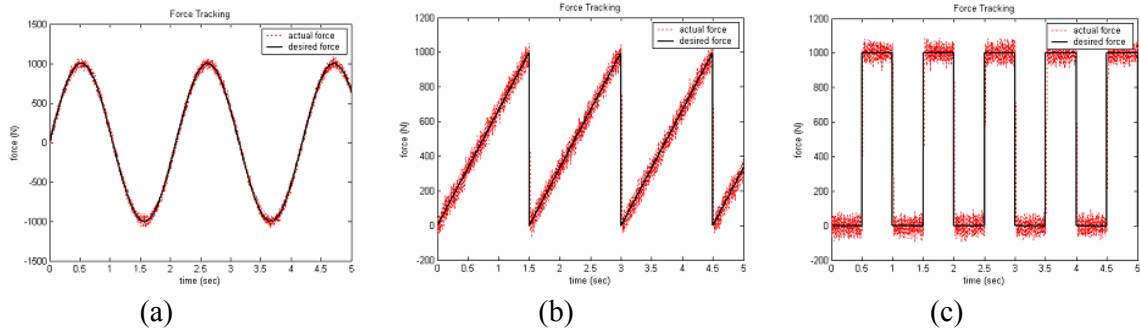 Force Tracking
actual force
desired force
1500
1000
500
0
-500
-1000
-1500
force (N)
0 0.5 1 1.5 2 2.5 3 3.5 4 4.5 5
time (sec)
(a)
Force Tracking
actual force
desired force
1200
1000
800
600
400
200
0
-200
force (N)
0 0.5 1 1.5 2 2.5 3 3.5 4 4.5 5
time (sec)
(b)
Force Tracking
actual force
desired force
1200
1000
800
600
400
200
0
-200
force (N)
0 0.5 1 1.5 2 2.5 3 3.5 4 4.5 5
time (sec)
(c)